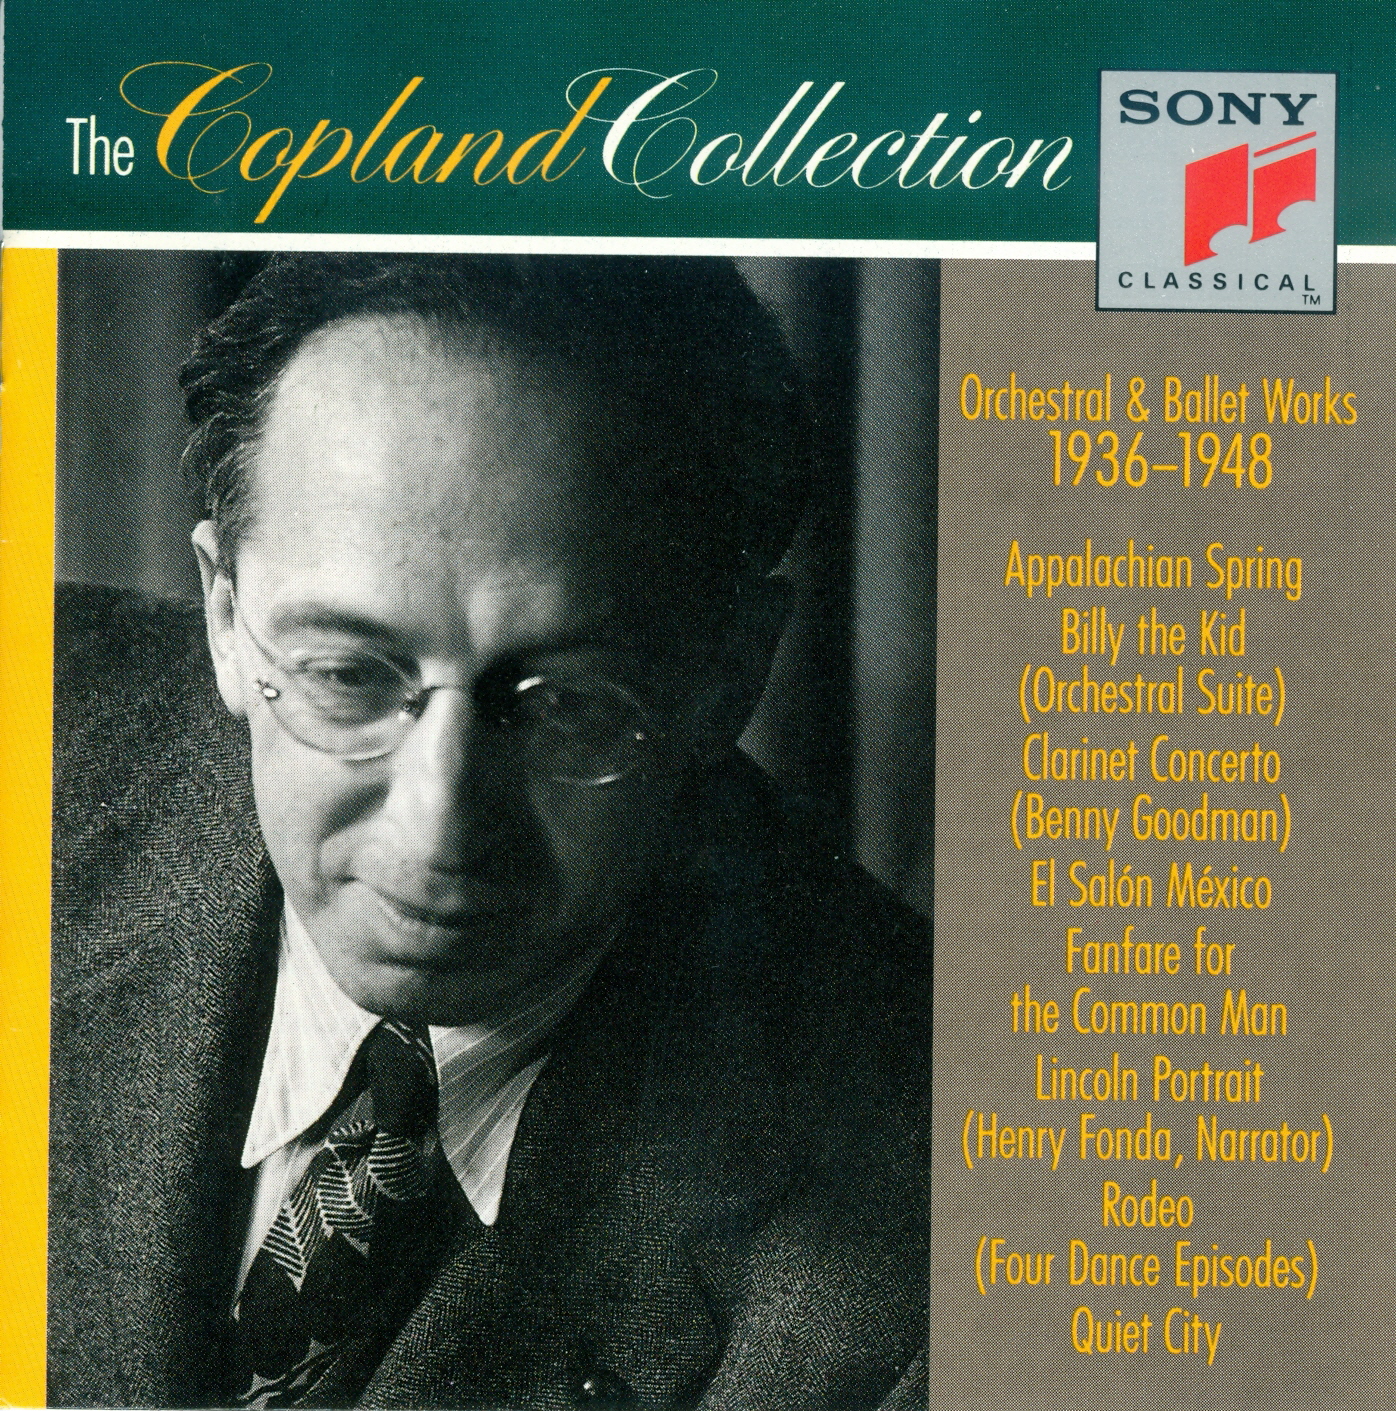 The Copland Collection
SONY
CLASSICAL
TM
Orchestral & Ballet Works
1936–1948
Appalachian Spring
Billy the Kid
(Orchestral Suite)
Clarinet Concerto
(Benny Goodman)
El Salón México
Fanfare for
the Common Man
Lincoln Portrait
(Henry Fonda, Narrator)
Rodeo
(Four Dance Episodes)
Quiet City